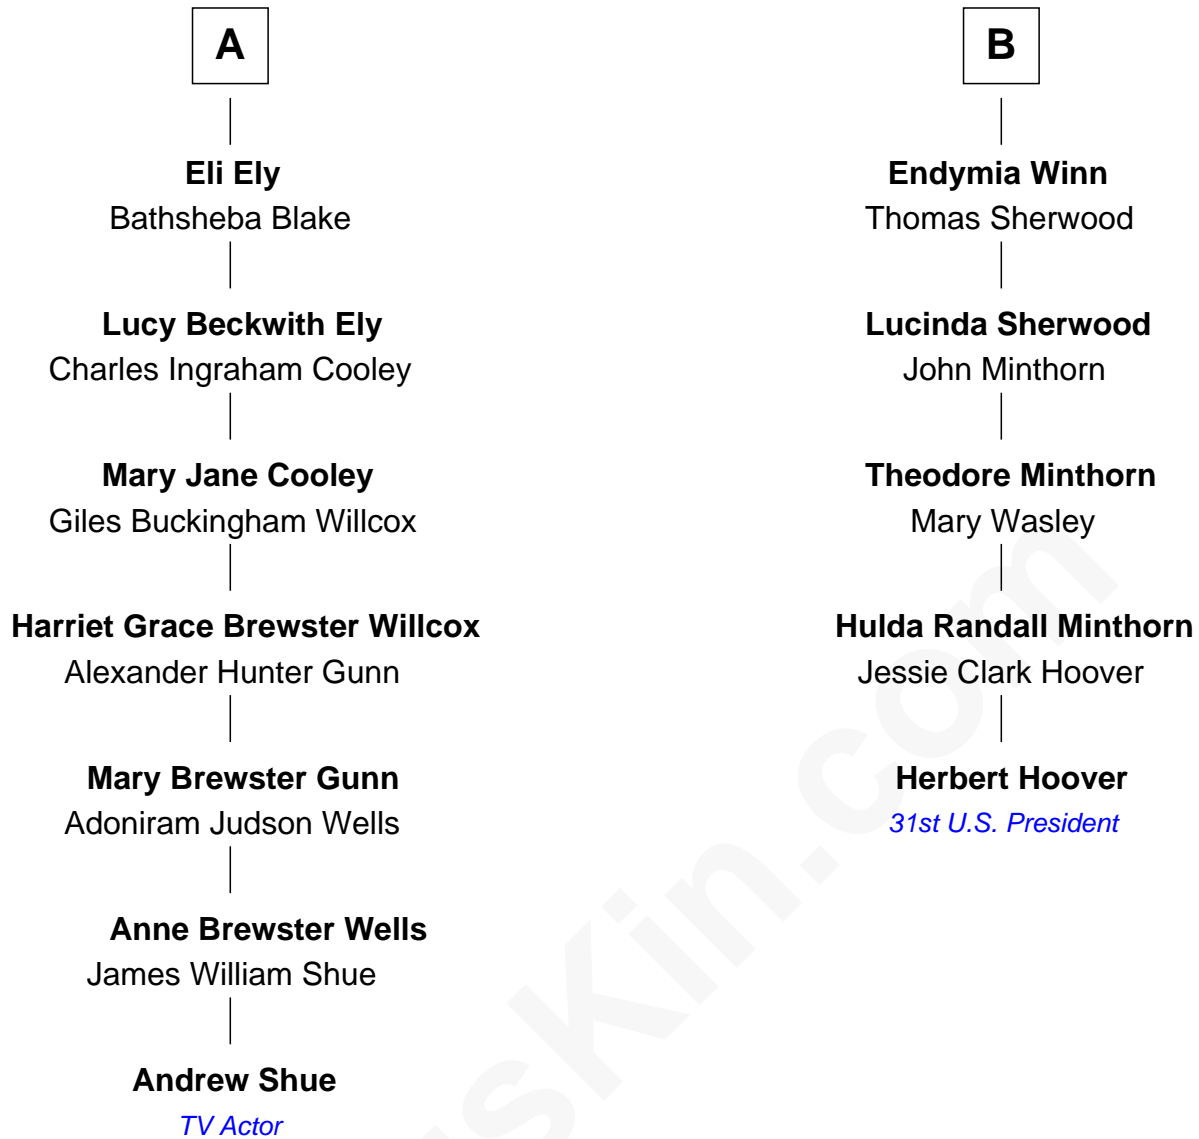 A
Eli Ely
Bathsheba Blake
Lucy Beckwith Ely
Charles Ingraham Cooley
Mary Jane Cooley
Giles Buckingham Willcox
Harriet Grace Brewster Willcox
Alexander Hunter Gunn
Mary Brewster Gunn
Adoniram Judson Wells
Anne Brewster Wells
James William Shue
Andrew Shue
TV Actor
B
Endymia Winn
Thomas Sherwood
Lucinda Sherwood
John Minthorn
Theodore Minthorn
Mary Wasley
Hulda Randall Minthorn
Jessie Clark Hoover
Herbert Hoover
31st U.S. President
sKin.com